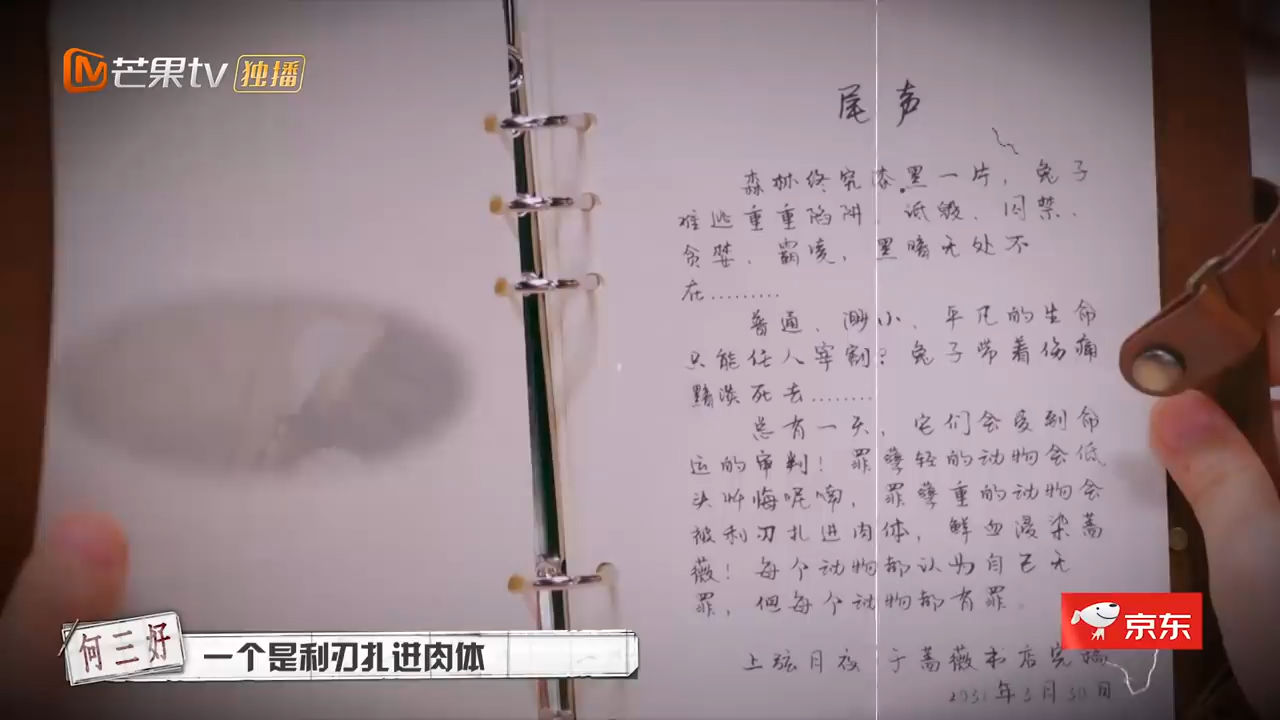 芒果tv 独播
尾声
森林终究漆黑一片，兔子
难逃重重陷阱，诋毁、囚禁、
贪婪、霸凌，黑暗无处不
在………
普通、渺小、平凡的生命
只能任人宰割？兔子带着伤痛
黯淡死去………
总有一天，它们会受到命
运的审判！罪孽轻的动物会低
头忏悔呢喃，罪孽重的动物会
被利刃扎进肉体，鲜血浸染蔷
薇！每个动物都认为自己无
罪，但每个动物都有罪。
上弦月夜 于蔷薇书店完稿
年3月30日
何三好
一个是利刃扎进肉体
京东